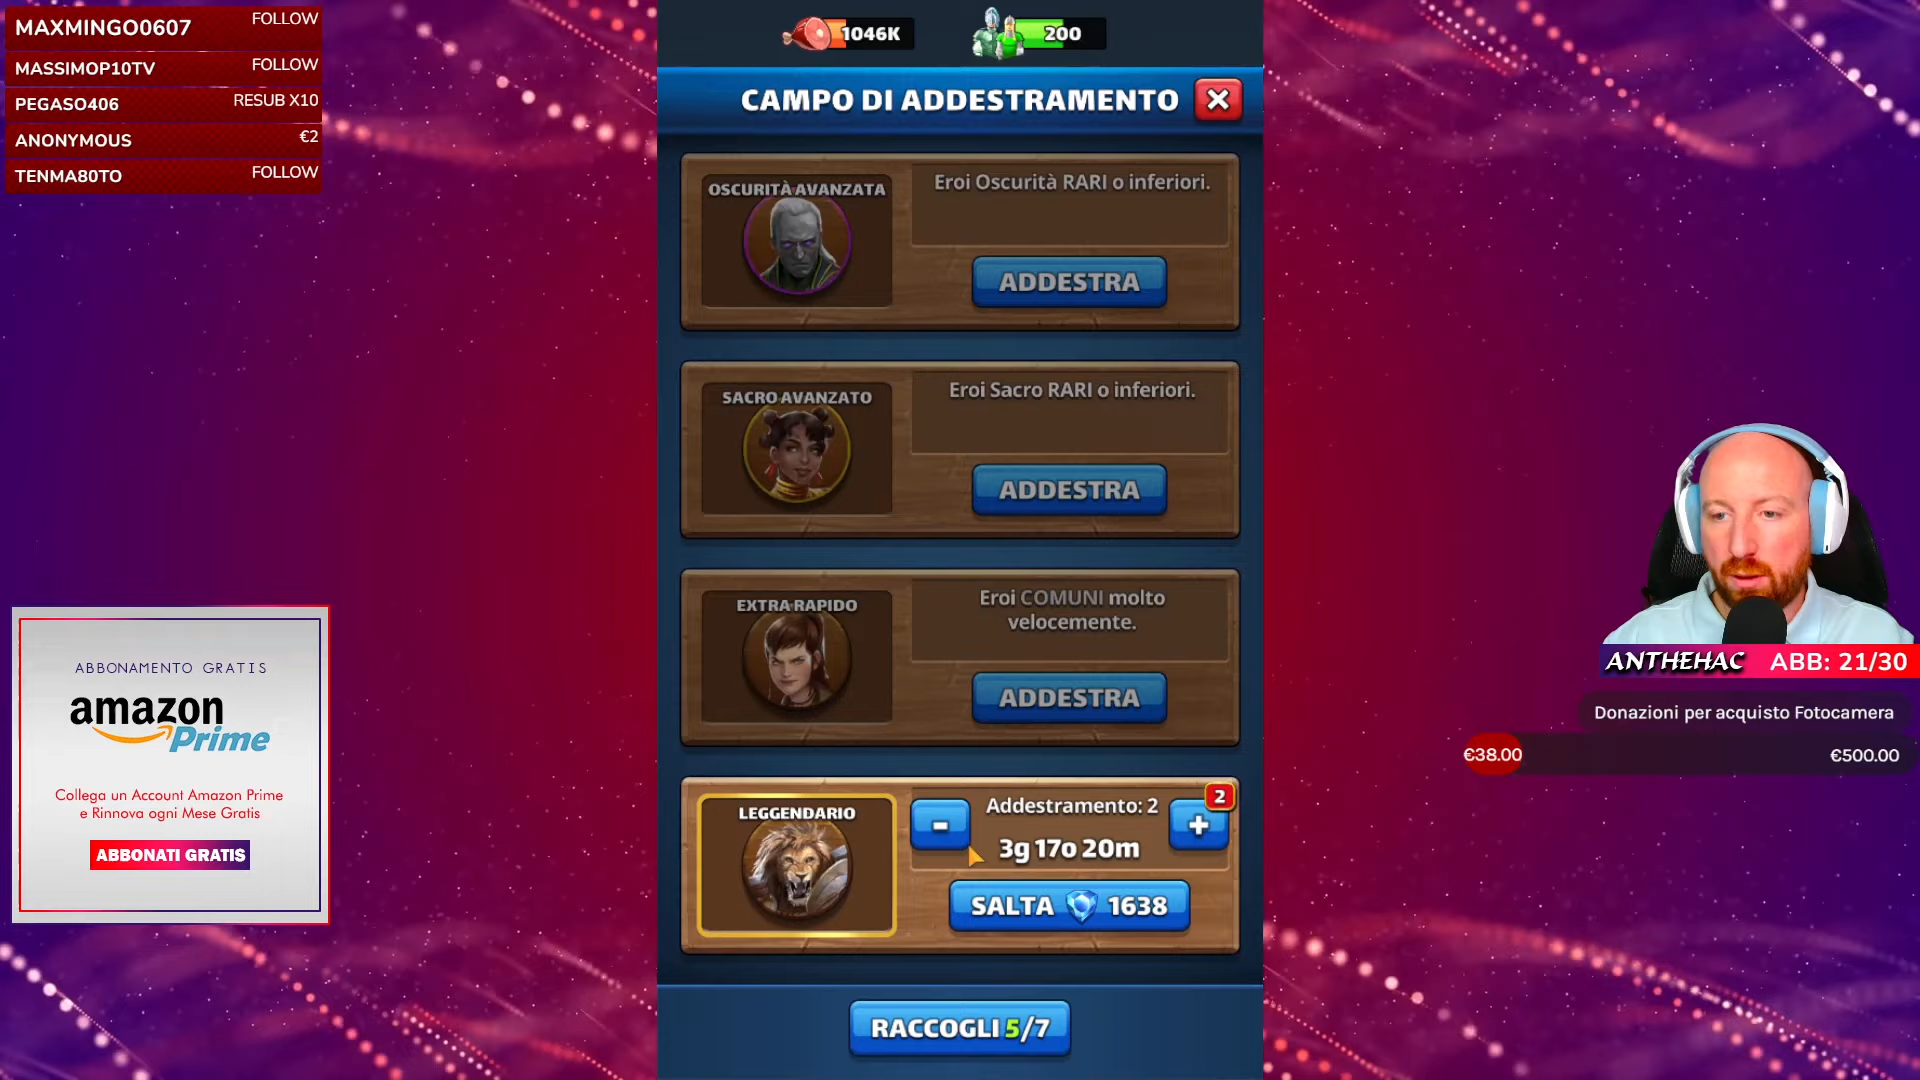 MAXMINGO0607 FOLLOW
MASSIMOP10TV FOLLOW
PEGASO406 RESUB X10
ANONYMOUS €2
TENMA80TO FOLLOW
1046K 200
CAMPO DI ADDESTRAMENTO
OSCURITÀ AVANZATA
Eroi Oscurità RARI o inferiori.
ADDESTRA
SACRO AVANZATO
Eroi Sacro RARI o inferiori.
ADDESTRA
EXTRA RAPIDO
Eroi COMUNI molto
velocemente.
ADDESTRA
LEGGENDARIO
- Addestramento: 2 + 2
3g 17o 20m
SALTA 1638
RACCOGLI 5/7
ABBONAMENTO GRATIS
amazon
Prime
Collega un Account Amazon Prime
e Rinnova ogni Mese Gratis
ABBONATI GRATIS
ANTHEHAC ABB: 21/30
Donazioni per acquisto Fotocamera
€38.00 €500.00